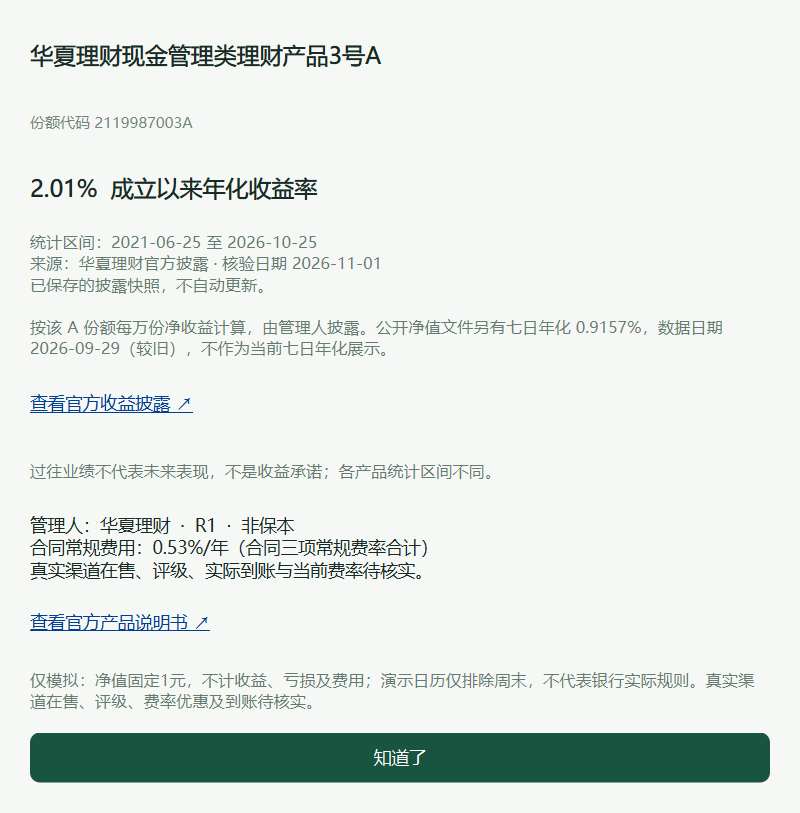 华夏理财现金管理类理财产品3号A
份额代码 2119987003A
2.01% 成立以来年化收益率
统计区间：2021-06-25 至 2026-10-25
来源：华夏理财官方披露 · 核验日期 2026-11-01
已保存的披露快照，不自动更新。
按该 A 份额每万份净收益计算，由管理人披露。公开净值文件另有七日年化 0.9157%，数据日期
2026-09-29（较旧），不作为当前七日年化展示。
查看官方收益披露 ↗
过往业绩不代表未来表现，不是收益承诺；各产品统计区间不同。
管理人：华夏理财 · R1 · 非保本
合同常规费用：0.53%/年（合同三项常规费率合计）
真实渠道在售、评级、实际到账与当前费率待核实。
查看官方产品说明书 ↗
仅模拟：净值固定1元，不计收益、亏损及费用；演示日历仅排除周末，不代表银行实际规则。真实渠
道在售、评级、费率优惠及到账待核实。
知道了